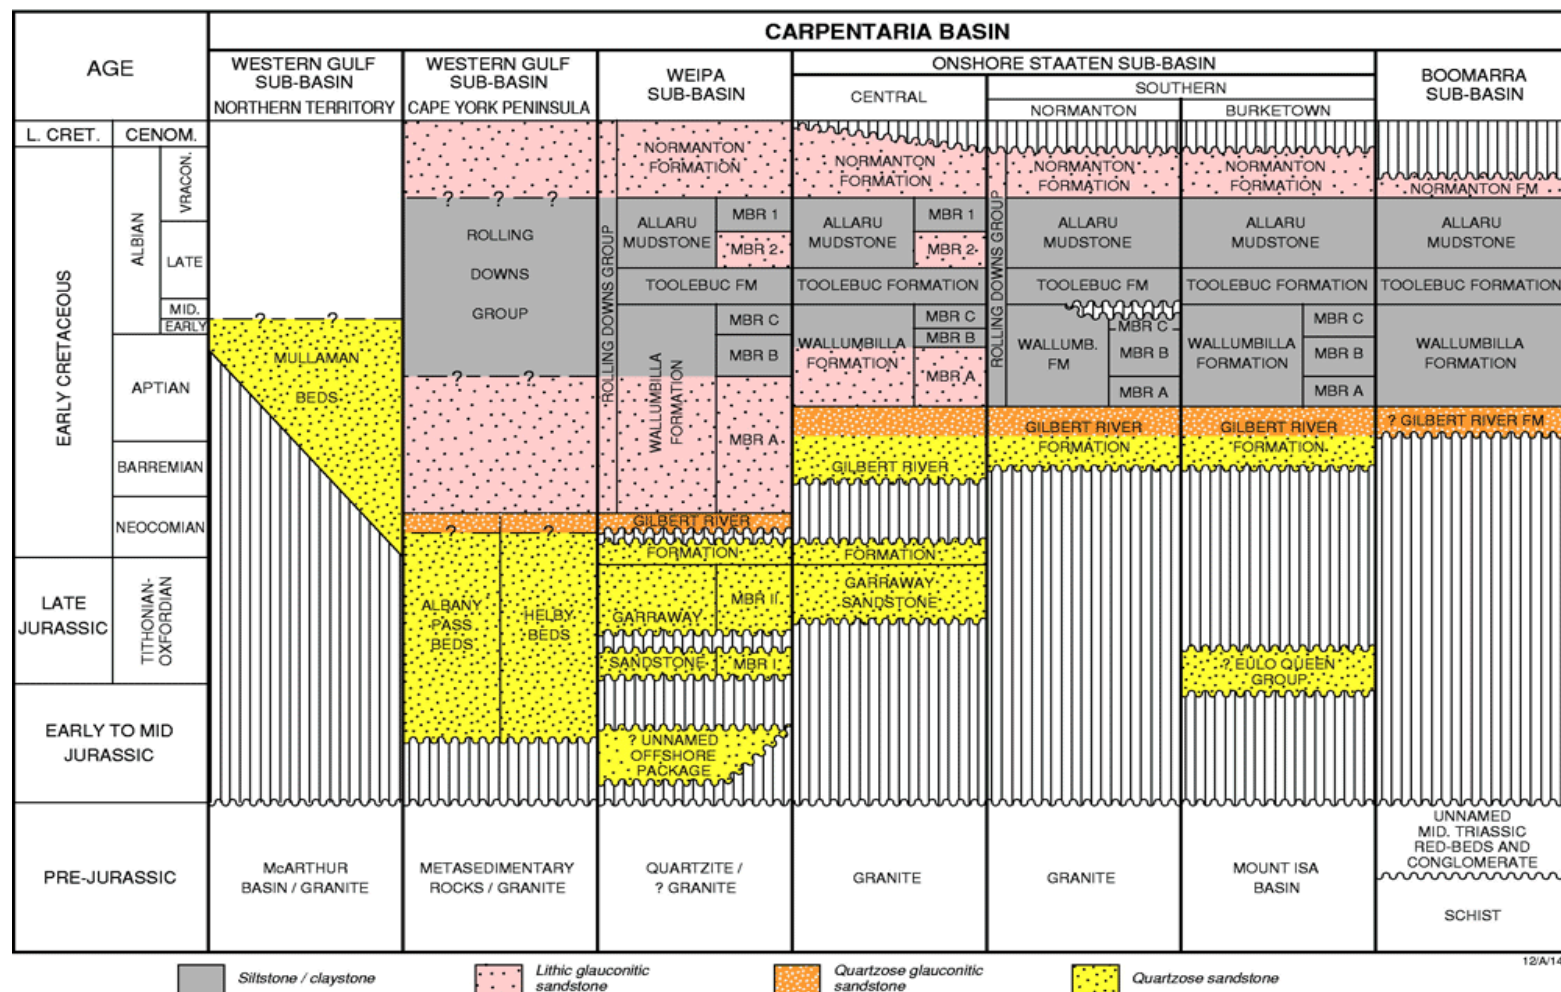 CARPENTARIA BASIN
AGE
WESTERN GULF
SUB-BASIN
NORTHERN TERRITORY
WESTERN GULF
SUB-BASIN
CAPE YORK PENINSULA
WEIPA
SUB-BASIN
ONSHORE STAATEN SUB-BASIN
CENTRAL
SOUTHERN
NORMANTON
BURKETOWN
BOOMARRA
SUB-BASIN
L. CRET.
CENOM.
EARLY CRETACEOUS
ALBIAN
VRACON.
LATE
MID.
EARLY
APTIAN
BARREMIAN
NEOCOMIAN
LATE
JURASSIC
TITHONIAN-
OXFORDIAN
EARLY TO MID
JURASSIC
PRE-JURASSIC
? ?
MULLAMAN
BEDS
McARTHUR
BASIN / GRANITE
? ? ?
ROLLING
DOWNS
GROUP
? ?
? ?
ALBANY
PASS
BEDS
HELBY
BEDS
METASEDIMENTARY
ROCKS / GRANITE
ROLLING DOWNS GROUP
NORMANTON
FORMATION
ALLARU
MUDSTONE
MBR 1
MBR 2
TOOLEBUC FM
WALLUMBILLA
FORMATION
MBR C
MBR B
MBR A
GILBERT RIVER
FORMATION
GARRAWAY
MBR II
SANDSTONE
MBR I
? UNNAMED
OFFSHORE
PACKAGE
QUARTZITE /
? GRANITE
NORMANTON
FORMATION
ALLARU
MUDSTONE
MBR 1
MBR 2
TOOLEBUC FORMATION
WALLUMBILLA
FORMATION
MBR C
MBR B
MBR A
GILBERT RIVER
FORMATION
GARRAWAY
SANDSTONE
GRANITE
ROLLING DOWNS GROUP
NORMANTON
FORMATION
ALLARU
MUDSTONE
TOOLEBUC FM
WALLUMB.
FM
MBR C
MBR B
MBR A
GILBERT RIVER
FORMATION
GRANITE
NORMANTON
FORMATION
ALLARU
MUDSTONE
TOOLEBUC FORMATION
WALLUMBILLA
FORMATION
MBR C
MBR B
MBR A
GILBERT RIVER
FORMATION
? EULO QUEEN
GROUP
MOUNT ISA
BASIN
NORMANTON FM
ALLARU
MUDSTONE
TOOLEBUC FORMATION
WALLUMBILLA
FORMATION
? GILBERT RIVER FM
UNNAMED
MID. TRIASSIC
RED-BEDS AND
CONGLOMERATE
SCHIST
12/A/14
Siltstone / claystone
Lithic glauconitic
sandstone
Quartzose glauconitic
sandstone
Quartzose sandstone